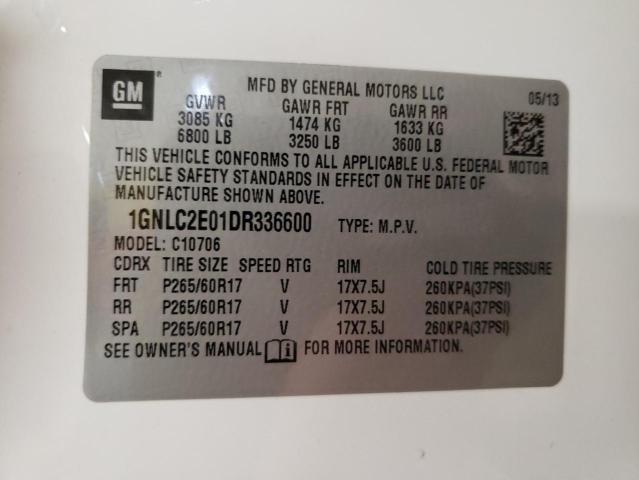 GM ®
MFD BY GENERAL MOTORS LLC 05/13
GVWR GAWR FRT GAWR RR
3085 KG 1474 KG 1633 KG
6800 LB 3250 LB 3600 LB
THIS VEHICLE CONFORMS TO ALL APPLICABLE U.S. FEDERAL MOTOR
VEHICLE SAFETY STANDARDS IN EFFECT ON THE DATE OF
MANUFACTURE SHOWN ABOVE.
1GNLC2E01DR336600 TYPE: M.P.V.
MODEL: C10706
CDRX TIRE SIZE SPEED RTG RIM COLD TIRE PRESSURE
FRT P265/60R17 V 17X7.5J 260KPA(37PSI)
RR P265/60R17 V 17X7.5J 260KPA(37PSI)
SPA P265/60R17 V 17X7.5J 260KPA(37PSI)
SEE OWNER'S MANUAL i FOR MORE INFORMATION.